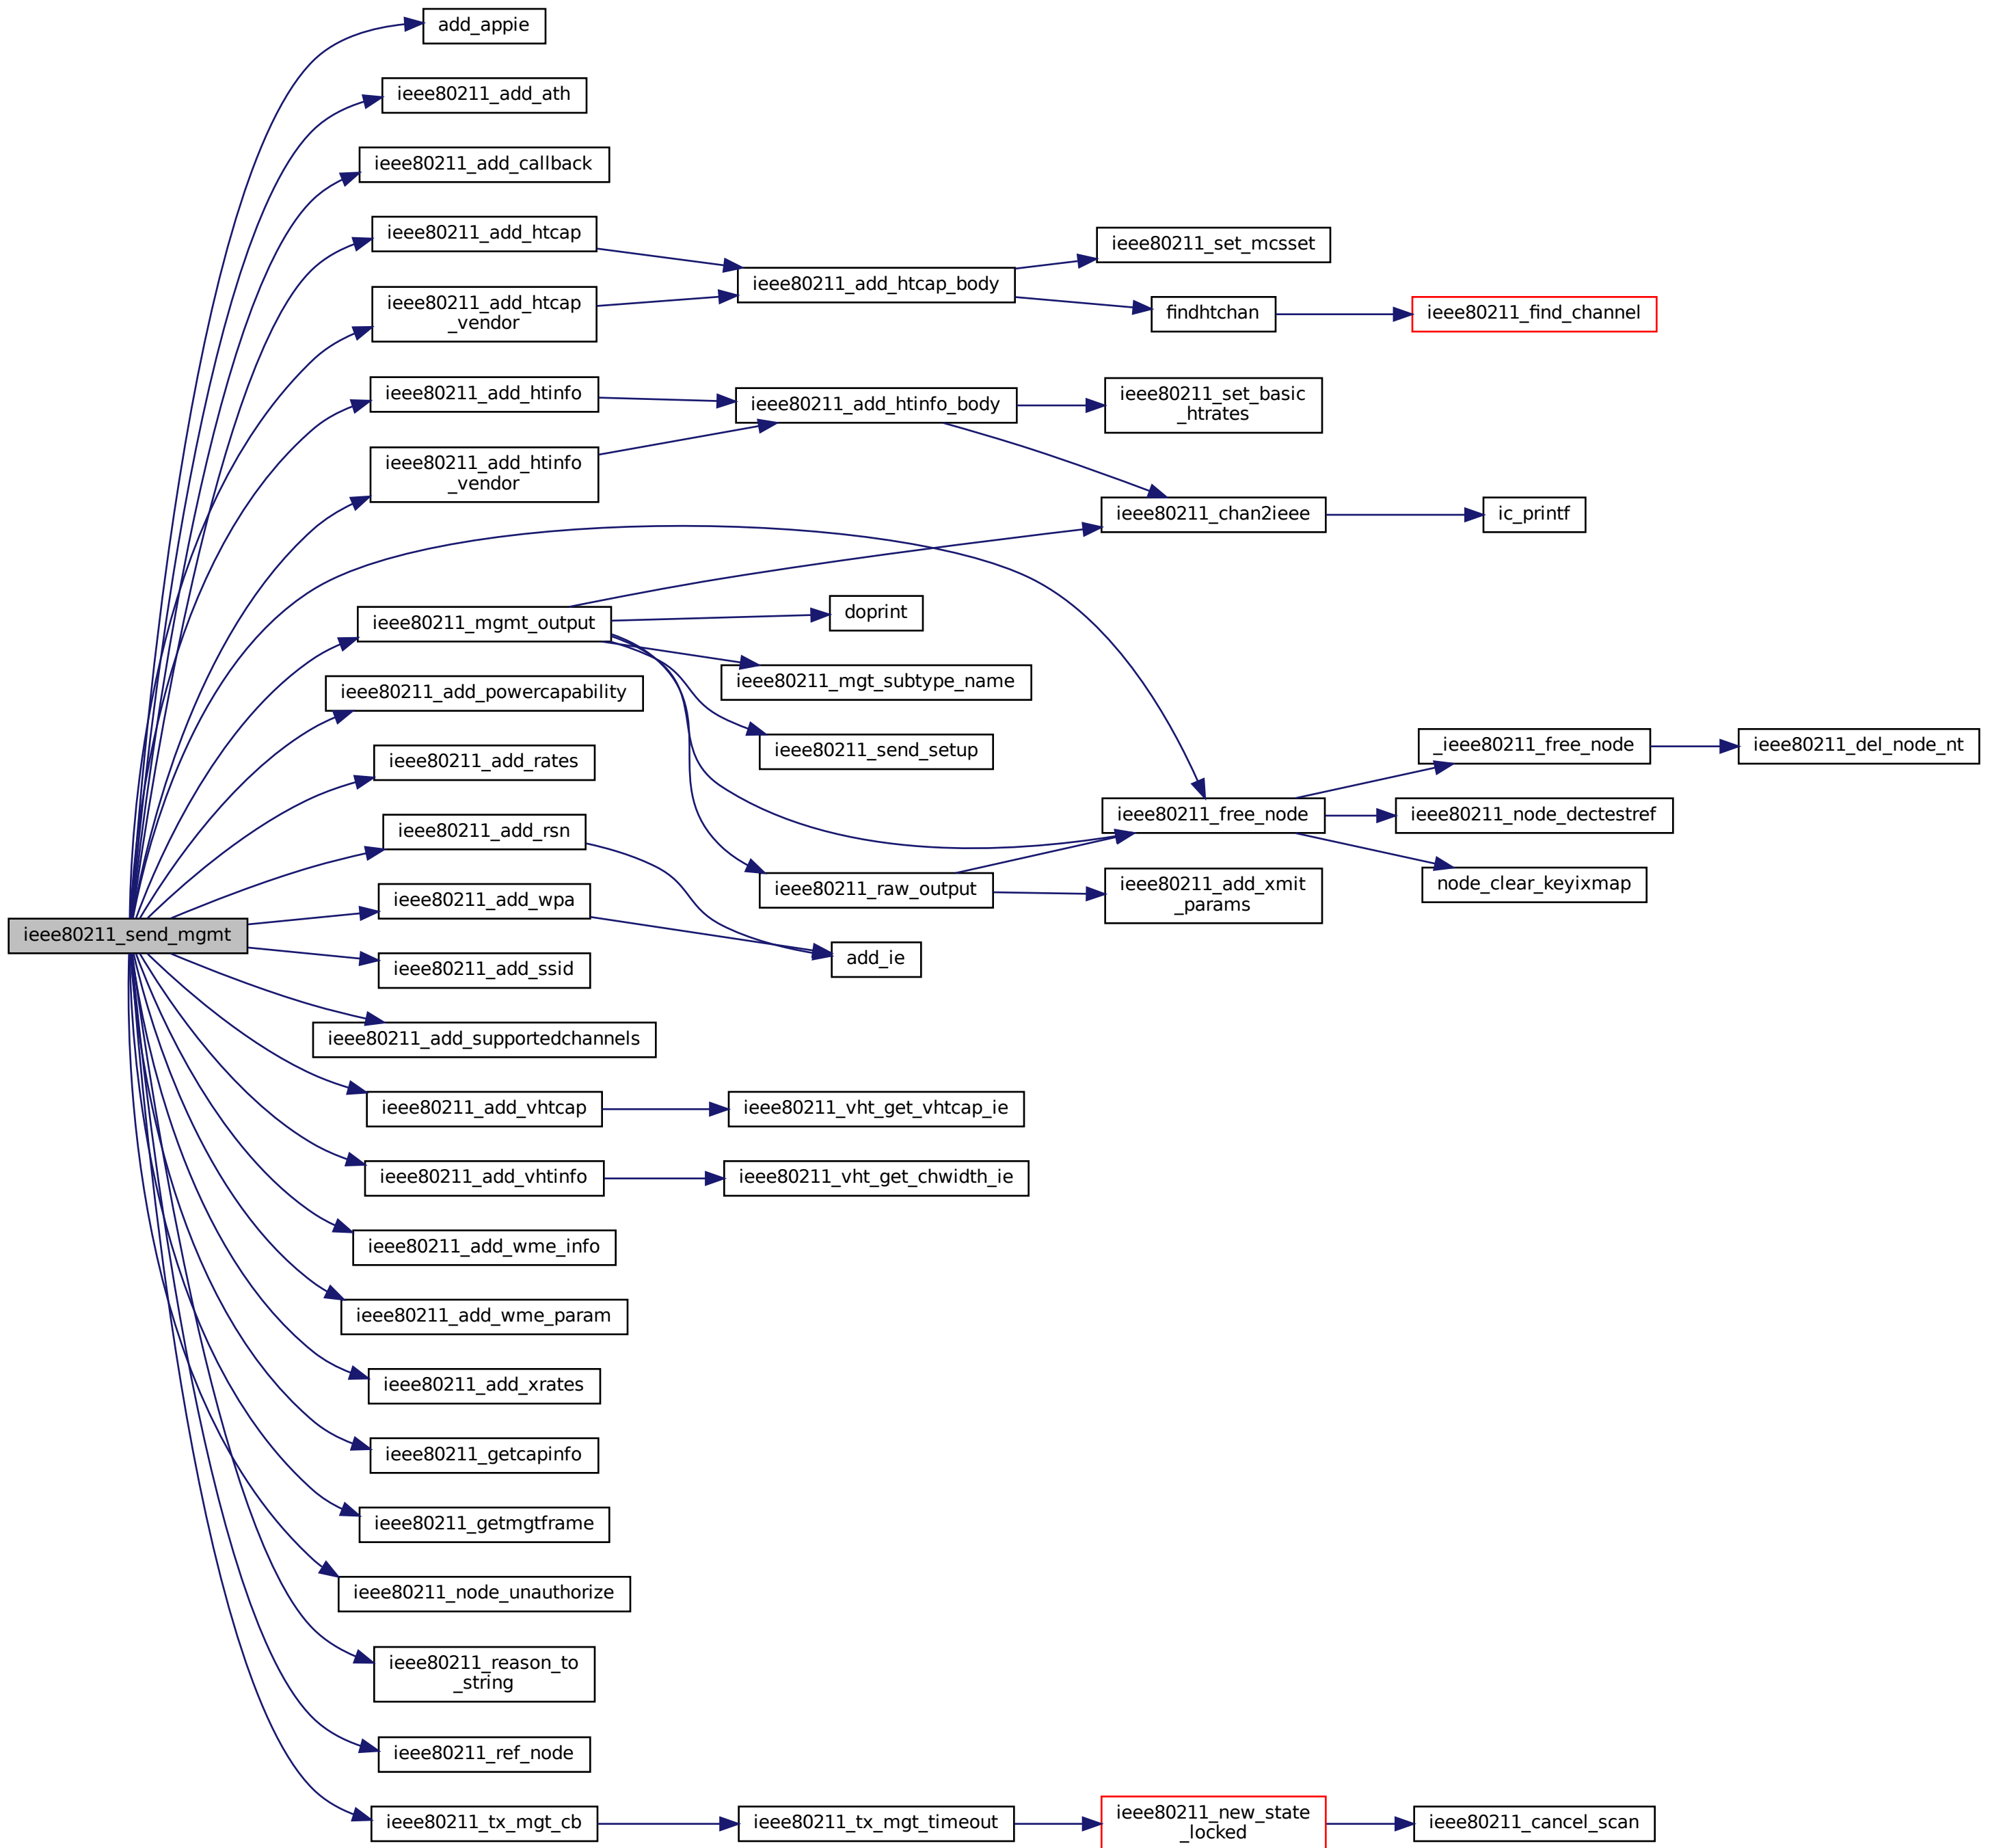 add_appie
ieee80211_add_ath
ieee80211_add_callback
ieee80211_add_htcap
ieee80211_set_mcsset
ieee80211_add_htcap_body
ieee80211_add_htcap
_vendor
findhtchan
ieee80211_find_channel
ieee80211_add_htinfo
ieee80211_add_htinfo_body
ieee80211_set_basic
_htrates
ieee80211_add_htinfo
_vendor
ieee80211_chan2ieee
ic_printf
ieee80211_mgmt_output
doprint
ieee80211_mgt_subtype_name
ieee80211_add_powercapability
ieee80211_send_setup
_ieee80211_free_node
ieee80211_del_node_nt
ieee80211_add_rates
ieee80211_free_node
ieee80211_node_dectestref
ieee80211_add_rsn
ieee80211_raw_output
ieee80211_add_xmit
_params
node_clear_keyixmap
ieee80211_add_wpa
ieee80211_send_mgmt
add_ie
ieee80211_add_ssid
ieee80211_add_supportedchannels
ieee80211_add_vhtcap
ieee80211_vht_get_vhtcap_ie
ieee80211_add_vhtinfo
ieee80211_vht_get_chwidth_ie
ieee80211_add_wme_info
ieee80211_add_wme_param
ieee80211_add_xrates
ieee80211_getcapinfo
ieee80211_getmgtframe
ieee80211_node_unauthorize
ieee80211_reason_to
_string
ieee80211_ref_node
ieee80211_tx_mgt_cb
ieee80211_tx_mgt_timeout
ieee80211_new_state
_locked
ieee80211_cancel_scan